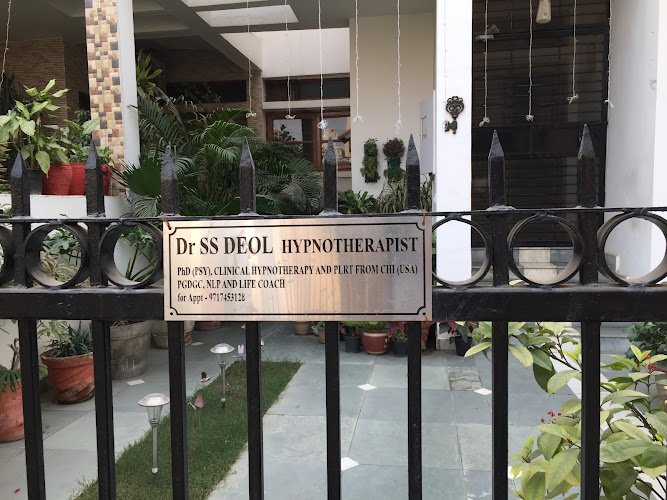 Dr SS DEOL HYPNOTHERAPIST
PhD (PSY), CLINICAL HYPNOTHERAPY AND PLRT FROM CHI (USA)
PGDGC, NLP AND LIFE COACH
for Appt - 9717453128